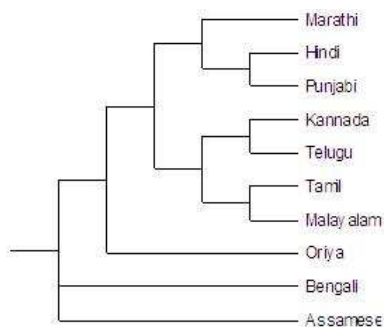 Marathi
Hindi
Punjabi
Kannada
Telugu
Tamil
Malayalam
Oriya
Bengali
Assamese